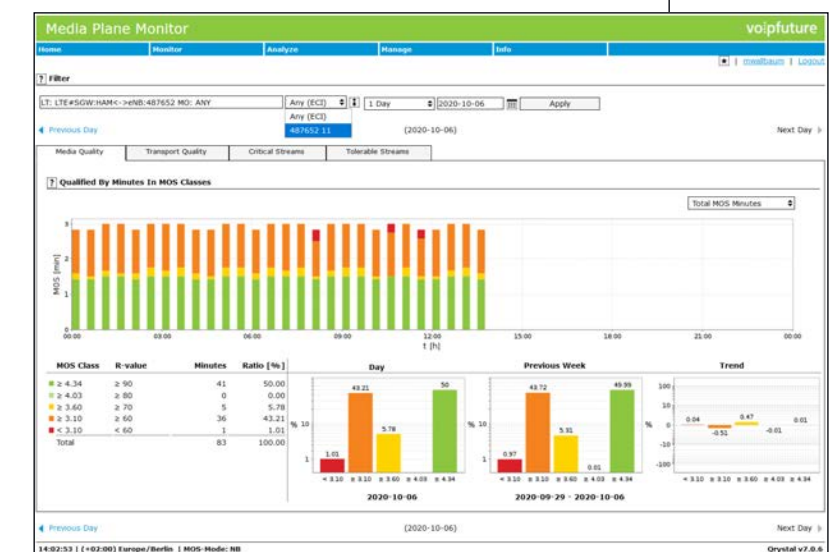 Media Plane Monitor voipfuture
Home Monitor Analyze Manage Info
| mwallbaum | Logout
? Filter
LT: LTE#SGW:HAM<->eNB:487652 MO: ANY Any (ECI) 1 Day 2020-10-06 Apply
Any (ECI)
487652 11
Previous Day (2020-10-06) Next Day
Media Quality Transport Quality Critical Streams Tolerable Streams
? Qualified By Minutes In MOS Classes
Total MOS Minutes
MOS [min]
3
2
1
0
00:00 03:00 06:00 09:00 12:00 15:00 18:00 21:00 00:00
t [h]
MOS Class R-value Minutes Ratio [%]
≥ 4.34 ≥ 90 41 50.00
≥ 4.03 ≥ 80 0 0.00
≥ 3.60 ≥ 70 5 5.78
≥ 3.10 ≥ 60 36 43.21
< 3.10 < 60 1 1.01
Total 83 100.00
Day
% 10
1
1.01 43.21 5.78 50
< 3.10 ≥ 3.10 ≥ 3.60 ≥ 4.03 ≥ 4.34
2020-10-06
Previous Week
% 10
1
0.97 43.72 5.31 0.01 49.99
< 3.10 ≥ 3.10 ≥ 3.60 ≥ 4.03 ≥ 4.34
2020-09-29 - 2020-10-06
Trend
100
10
%
-10
-100
0.04 -0.51 0.47 -0.01 0.01
< 3.10 ≥ 3.10 ≥ 3.60 ≥ 4.03 ≥ 4.34
Previous Day (2020-10-06) Next Day
14:02:53 | (+02:00) Europe/Berlin | MOS-Mode: NB Qrystal v7.0.6